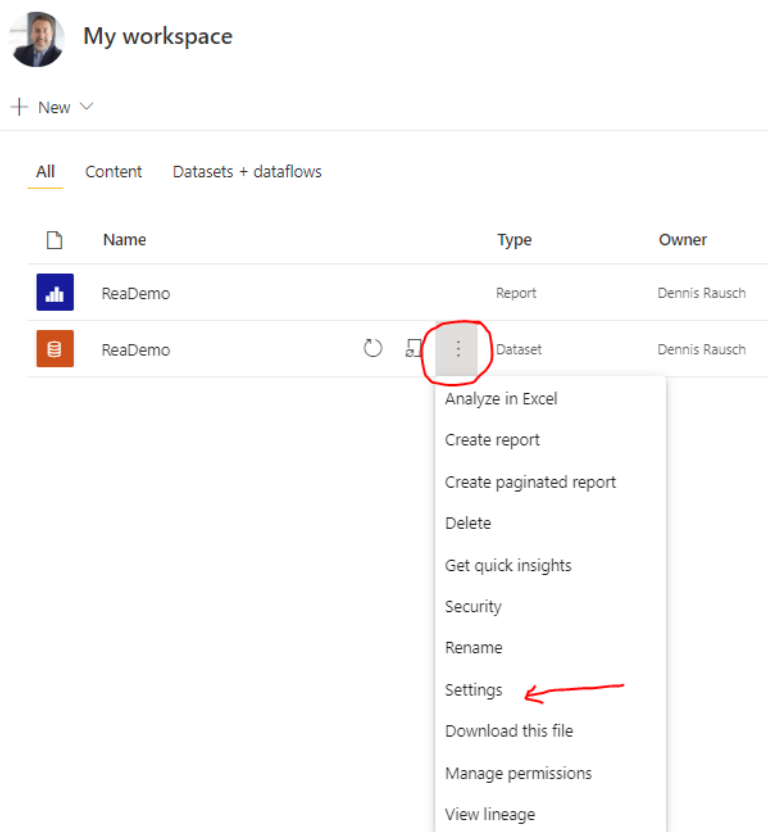 My workspace
New
All Content Datasets + dataflows
Name Type Owner
ReaDemo Report Dennis Rausch
ReaDemo Dataset Dennis Rausch
Analyze in Excel
Create report
Create paginated report
Delete
Get quick insights
Security
Rename
Settings
Download this file
Manage permissions
View lineage